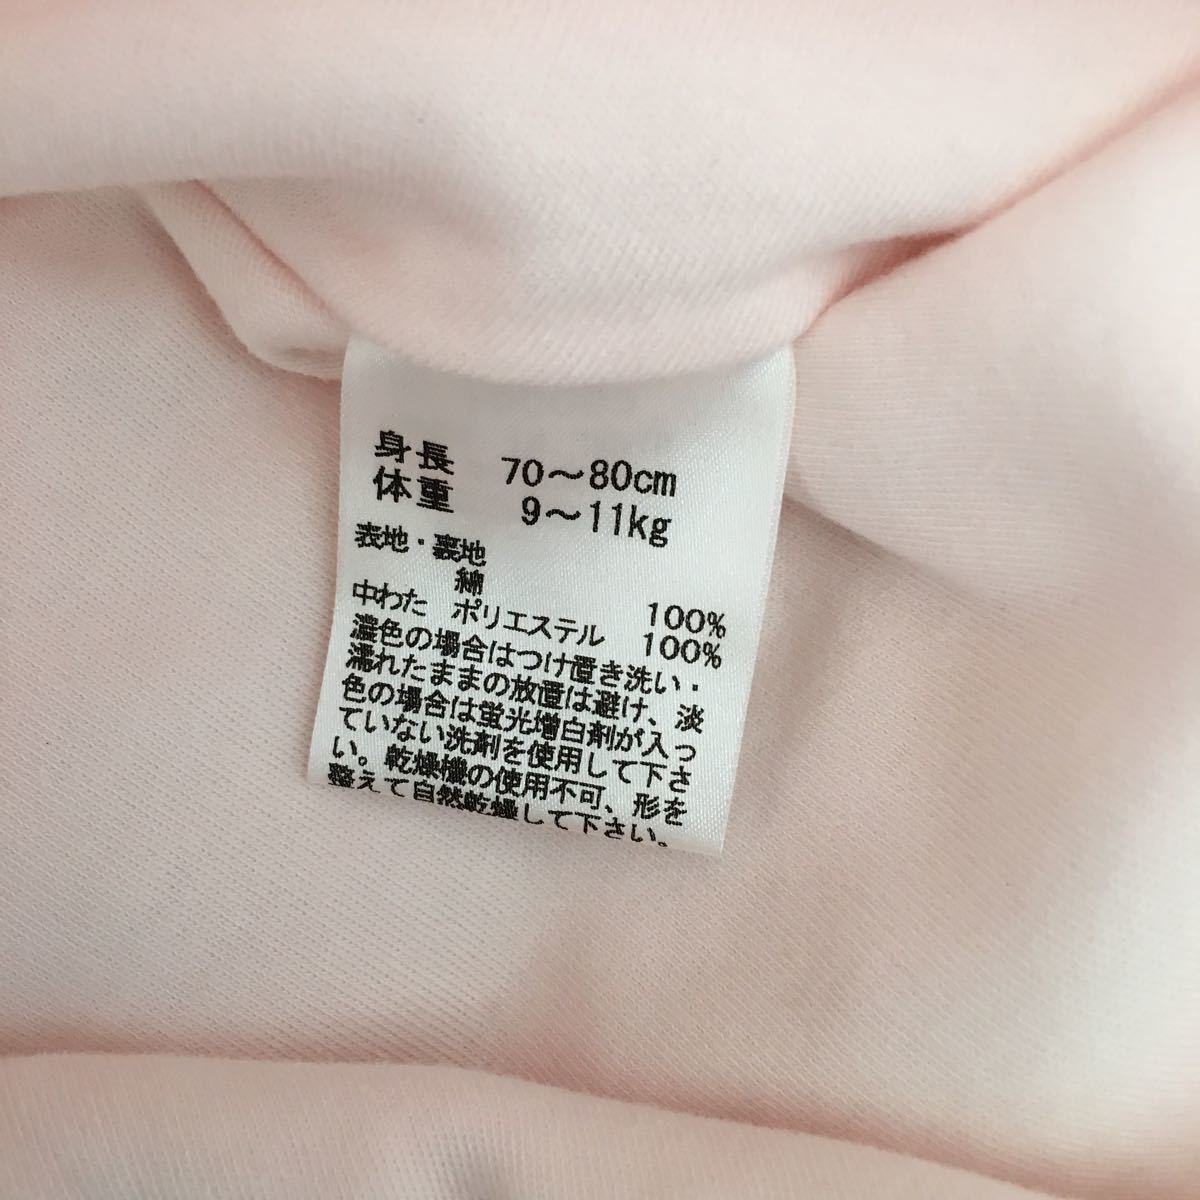 身長　70～80cm
体重　9～11kg
表地・裏地
綿　100%
中わた　ポリエステル　100%
濃色の場合はつけ置き洗い・
濡れたままの放置は避け、淡
色の場合は蛍光増白剤が入っ
ていない洗剤を使用して下さ
い。乾燥機の使用不可、形を
整えて自然乾燥して下さい。